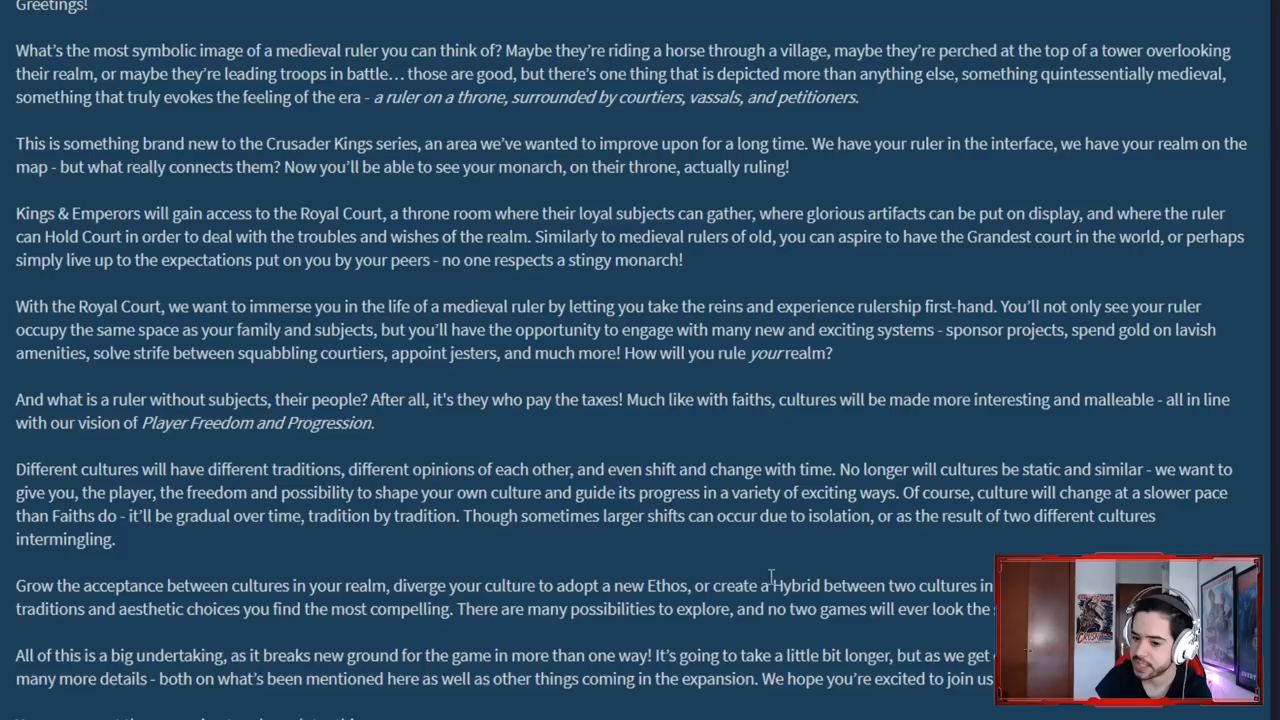 Greetings!
What's the most symbolic image of a medieval ruler you can think of? Maybe they're riding a horse through a village, maybe they're perched at the top of a tower overlooking
their realm, or maybe they're leading troops in battle… those are good, but there's one thing that is depicted more than anything else, something quintessentially medieval,
something that truly evokes the feeling of the era - a ruler on a throne, surrounded by courtiers, vassals, and petitioners.
This is something brand new to the Crusader Kings series, an area we've wanted to improve upon for a long time. We have your ruler in the interface, we have your realm on the
map - but what really connects them? Now you'll be able to see your monarch, on their throne, actually ruling!
Kings & Emperors will gain access to the Royal Court, a throne room where their loyal subjects can gather, where glorious artifacts can be put on display, and where the ruler
can Hold Court in order to deal with the troubles and wishes of the realm. Similarly to medieval rulers of old, you can aspire to have the Grandest court in the world, or perhaps
simply live up to the expectations put on you by your peers - no one respects a stingy monarch!
With the Royal Court, we want to immerse you in the life of a medieval ruler by letting you take the reins and experience rulership first-hand. You'll not only see your ruler
occupy the same space as your family and subjects, but you'll have the opportunity to engage with many new and exciting systems - sponsor projects, spend gold on lavish
amenities, solve strife between squabbling courtiers, appoint jesters, and much more! How will you rule your realm?
And what is a ruler without subjects, their people? After all, it's they who pay the taxes! Much like with faiths, cultures will be made more interesting and malleable - all in line
with our vision of Player Freedom and Progression.
Different cultures will have different traditions, different opinions of each other, and even shift and change with time. No longer will cultures be static and similar - we want to
give you, the player, the freedom and possibility to shape your own culture and guide its progress in a variety of exciting ways. Of course, culture will change at a slower pace
than Faiths do - it'll be gradual over time, tradition by tradition. Though sometimes larger shifts can occur due to isolation, or as the result of two different cultures
intermingling.
Grow the acceptance between cultures in your realm, diverge your culture to adopt a new Ethos, or create a Hybrid between two cultures in
traditions and aesthetic choices you find the most compelling. There are many possibilities to explore, and no two games will ever look the
All of this is a big undertaking, as it breaks new ground for the game in more than one way! It's going to take a little bit longer, but as we get
many more details - both on what's been mentioned here as well as other things coming in the expansion. We hope you're excited to join us